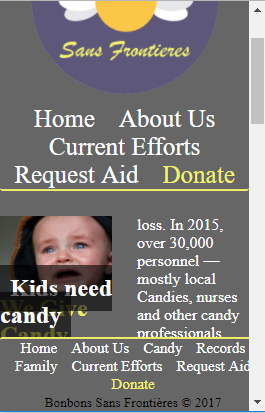 Sans Frontieres
Home About Us
Current Efforts
Request Aid Donate
loss. In 2015,
over 30,000
personnel —
mostly local
Candies, nurses
and other candy
professionals
Kids need
candy
We Give
Candy
Home About Us Candy Records
Family Current Efforts Request Aid
Donate
Bonbons Sans Frontières © 2017